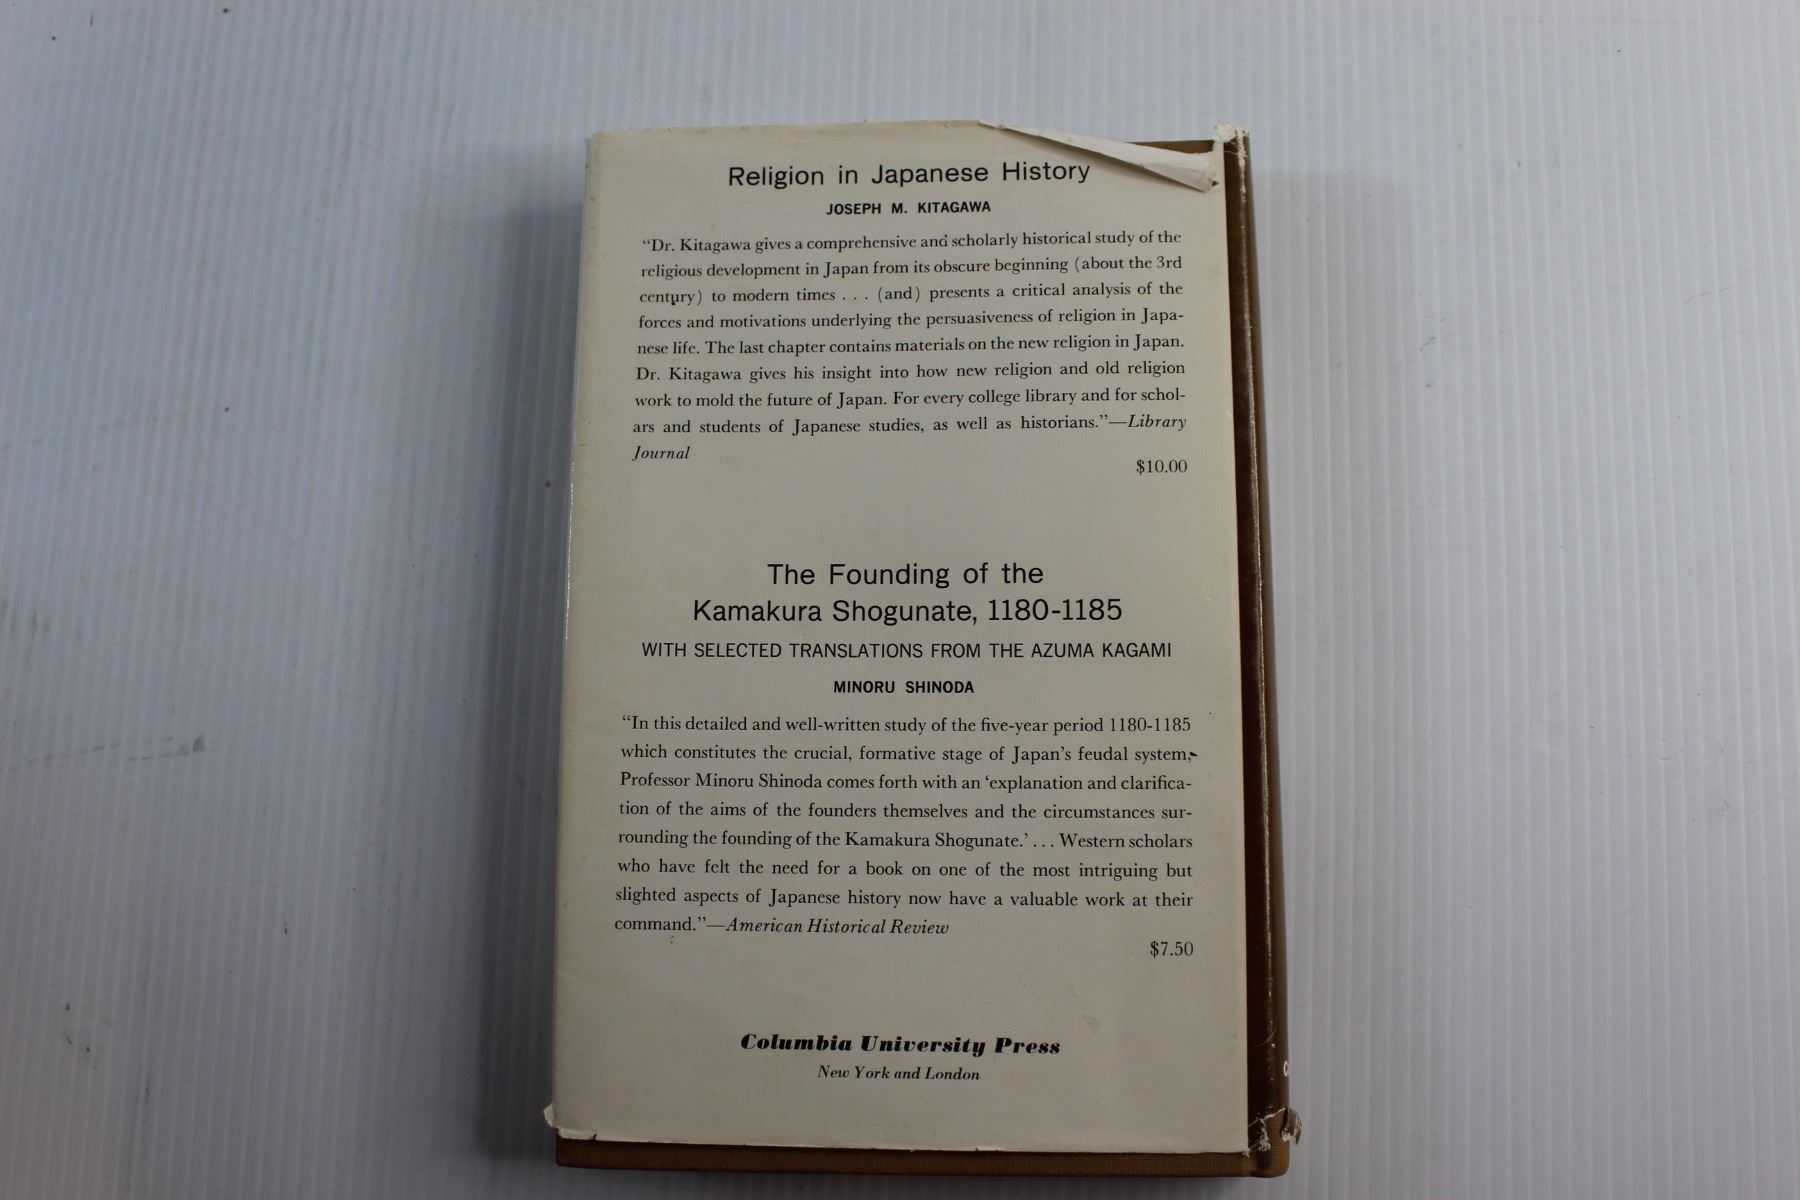 Religion in Japanese History
JOSEPH M. KITAGAWA
“Dr. Kitagawa gives a comprehensive and scholarly historical study of the
religious development in Japan from its obscure beginning (about the 3rd
century) to modern times . . . (and) presents a critical analysis of the
forces and motivations underlying the persuasiveness of religion in Japa-
nese life. The last chapter contains materials on the new religion in Japan.
Dr. Kitagawa gives his insight into how new religion and old religion
work to mold the future of Japan. For every college library and for schol-
ars and students of Japanese studies, as well as historians.”—Library
Journal
$10.00
The Founding of the
Kamakura Shogunate, 1180-1185
WITH SELECTED TRANSLATIONS FROM THE AZUMA KAGAMI
MINORU SHINODA
“In this detailed and well-written study of the five-year period 1180-1185
which constitutes the crucial, formative stage of Japan’s feudal system,
Professor Minoru Shinoda comes forth with an ‘explanation and clarifica-
tion of the aims of the founders themselves and the circumstances sur-
rounding the founding of the Kamakura Shogunate.’ . . . Western scholars
who have felt the need for a book on one of the most intriguing but
slighted aspects of Japanese history now have a valuable work at their
command.”—American Historical Review
$7.50
Columbia University Press
New York and London